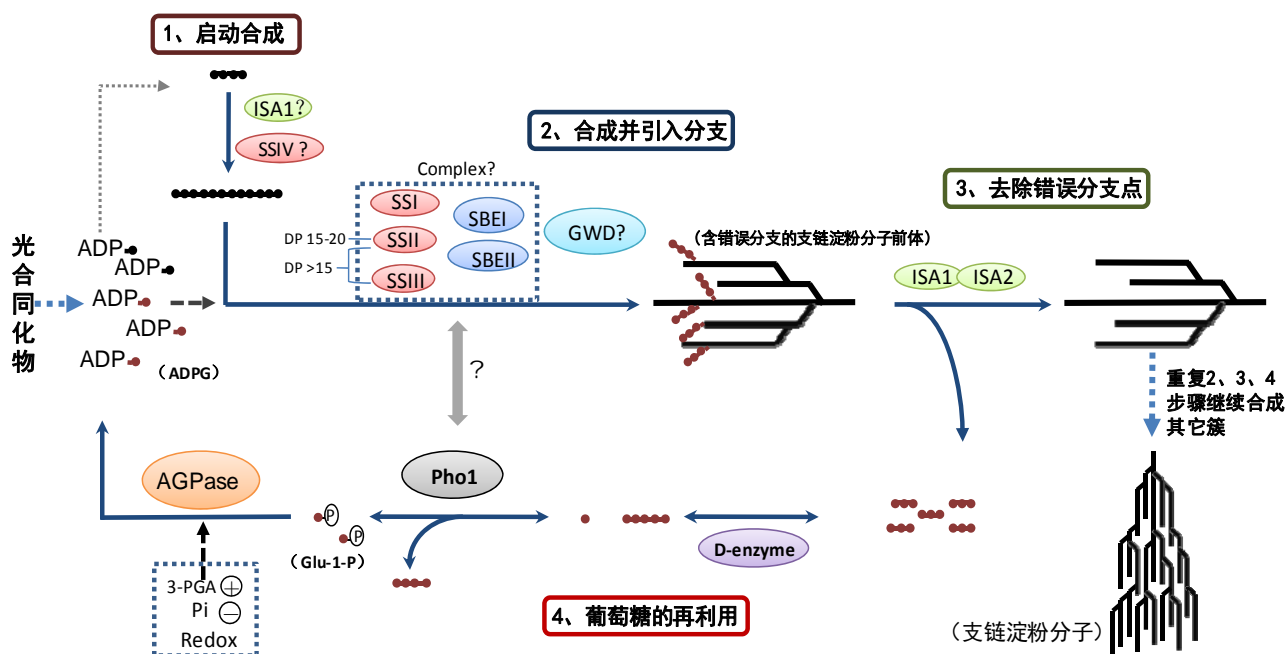 1、启动合成
ISA1?
SSIV ?
2、合成并引入分支
Complex?
SSI
SBEI
DP 15-20
SSII
GWD?
DP >15
SBEII
SSIII
3、去除错误分支点
(含错误分支的支链淀粉分子前体)
ISA1
ISA2
光合同化物
ADP
ADP
ADP
ADP
ADP
(ADPG)
?
重复2、3、4
步骤继续合成
其它簇
AGPase
Pho1
P
P
(Glu-1-P)
D-enzyme
3-PGA +
Pi −
Redox
4、葡萄糖的再利用
(支链淀粉分子)